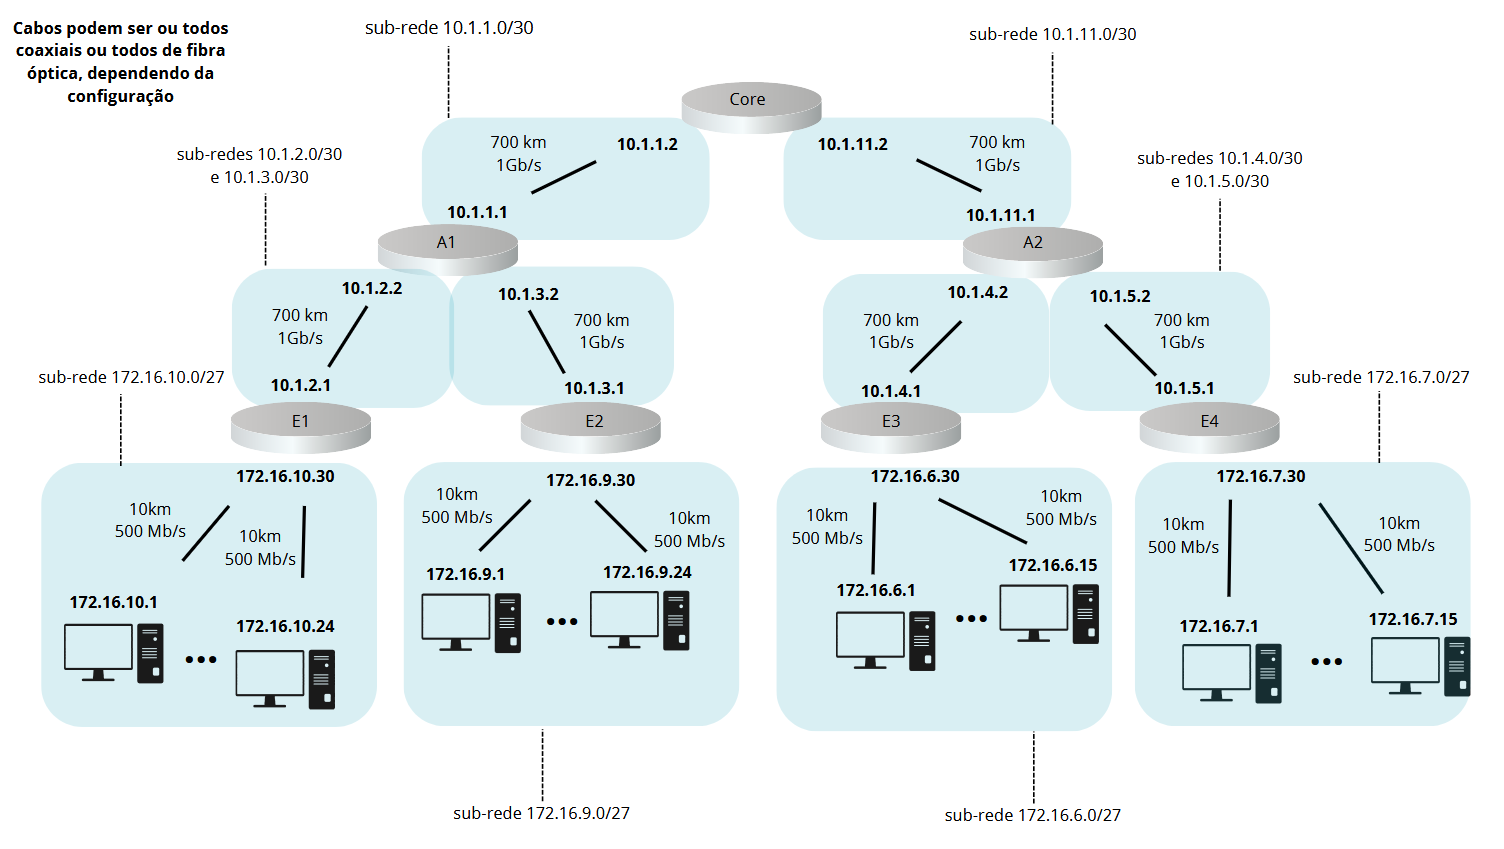 Cabos podem ser ou todos
coaxiais ou todos de fibra
óptica, dependendo da
configuração
sub-rede 10.1.1.0/30
sub-rede 10.1.11.0/30
Core
700 km
1Gb/s
10.1.1.2
10.1.11.2
700 km
1Gb/s
sub-redes 10.1.2.0/30
e 10.1.3.0/30
sub-redes 10.1.4.0/30
e 10.1.5.0/30
10.1.1.1
10.1.11.1
A1
A2
10.1.2.2
10.1.3.2
10.1.4.2
10.1.5.2
700 km
1Gb/s
700 km
1Gb/s
700 km
1Gb/s
700 km
1Gb/s
10.1.2.1
10.1.3.1
10.1.4.1
10.1.5.1
sub-rede 172.16.10.0/27
sub-rede 172.16.7.0/27
E1
E2
E3
E4
172.16.10.30
172.16.9.30
172.16.6.30
172.16.7.30
10km
500 Mb/s
10km
500 Mb/s
10km
500 Mb/s
10km
500 Mb/s
10km
500 Mb/s
10km
500 Mb/s
10km
500 Mb/s
10km
500 Mb/s
172.16.10.1
172.16.10.24
172.16.9.1
172.16.9.24
172.16.6.1
172.16.6.15
172.16.7.1
172.16.7.15
sub-rede 172.16.9.0/27
sub-rede 172.16.6.0/27